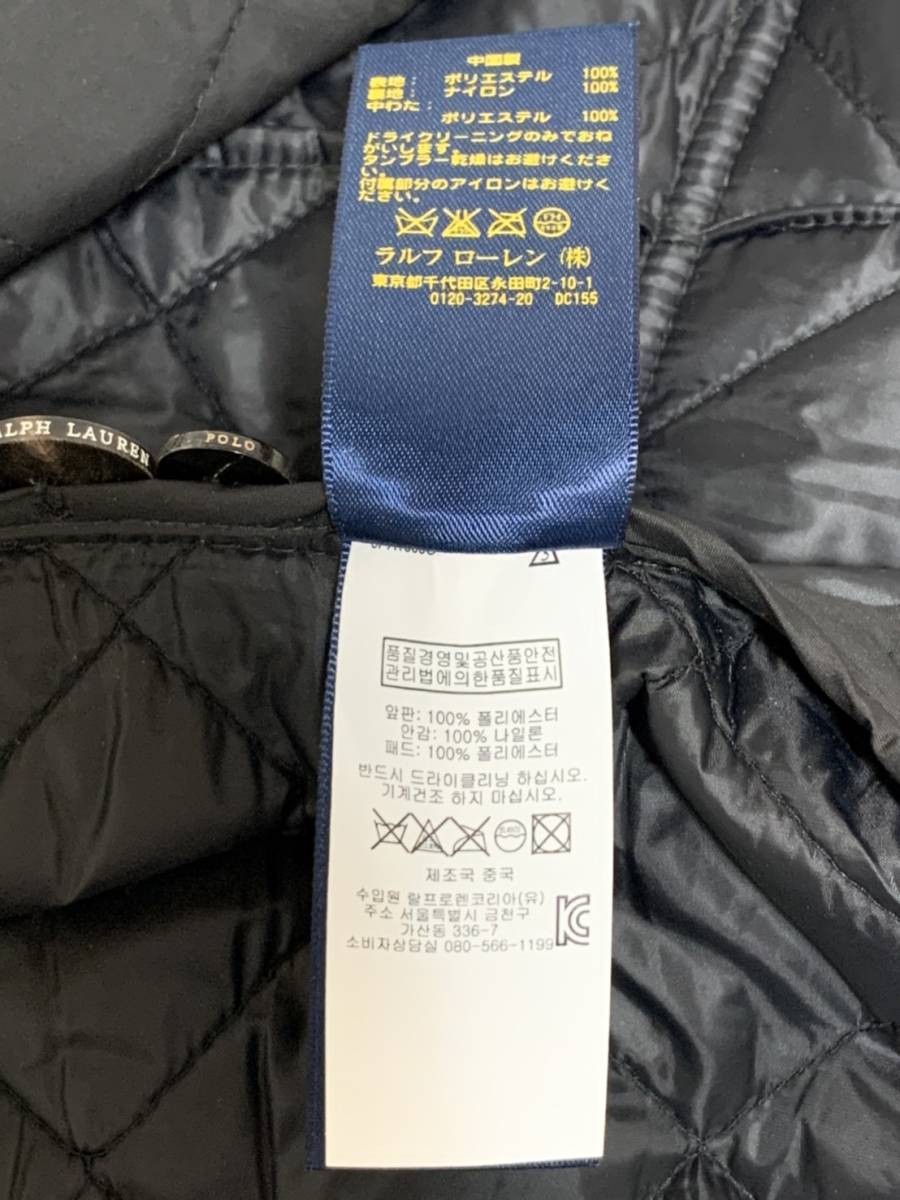 中国製
表地： ポリエステル 100%
裏地： ナイロン 100%
中わた：
ポリエステル 100%
ドライクリーニングのみでおね
がいします。
タンブラー乾燥はお避けくださ
い。
付属部分のアイロンはお避けく
ださい。
ラルフ ローレン (株)
東京都千代田区永田町2-10-1
0120-3274-20 DC155
ALPH LAUREN
POLO
품질경영및공산품안전
관리법에의한품질표시
앞판: 100% 폴리에스터
안감: 100% 나일론
패드: 100% 폴리에스터
반드시 드라이클리닝 하십시오.
기계건조 하지 마십시오.
제조국 중국
수입원 랄프로렌코리아(유)
주소 서울특별시 금천구
가산동 336-7
소비자상담실 080-566-1199